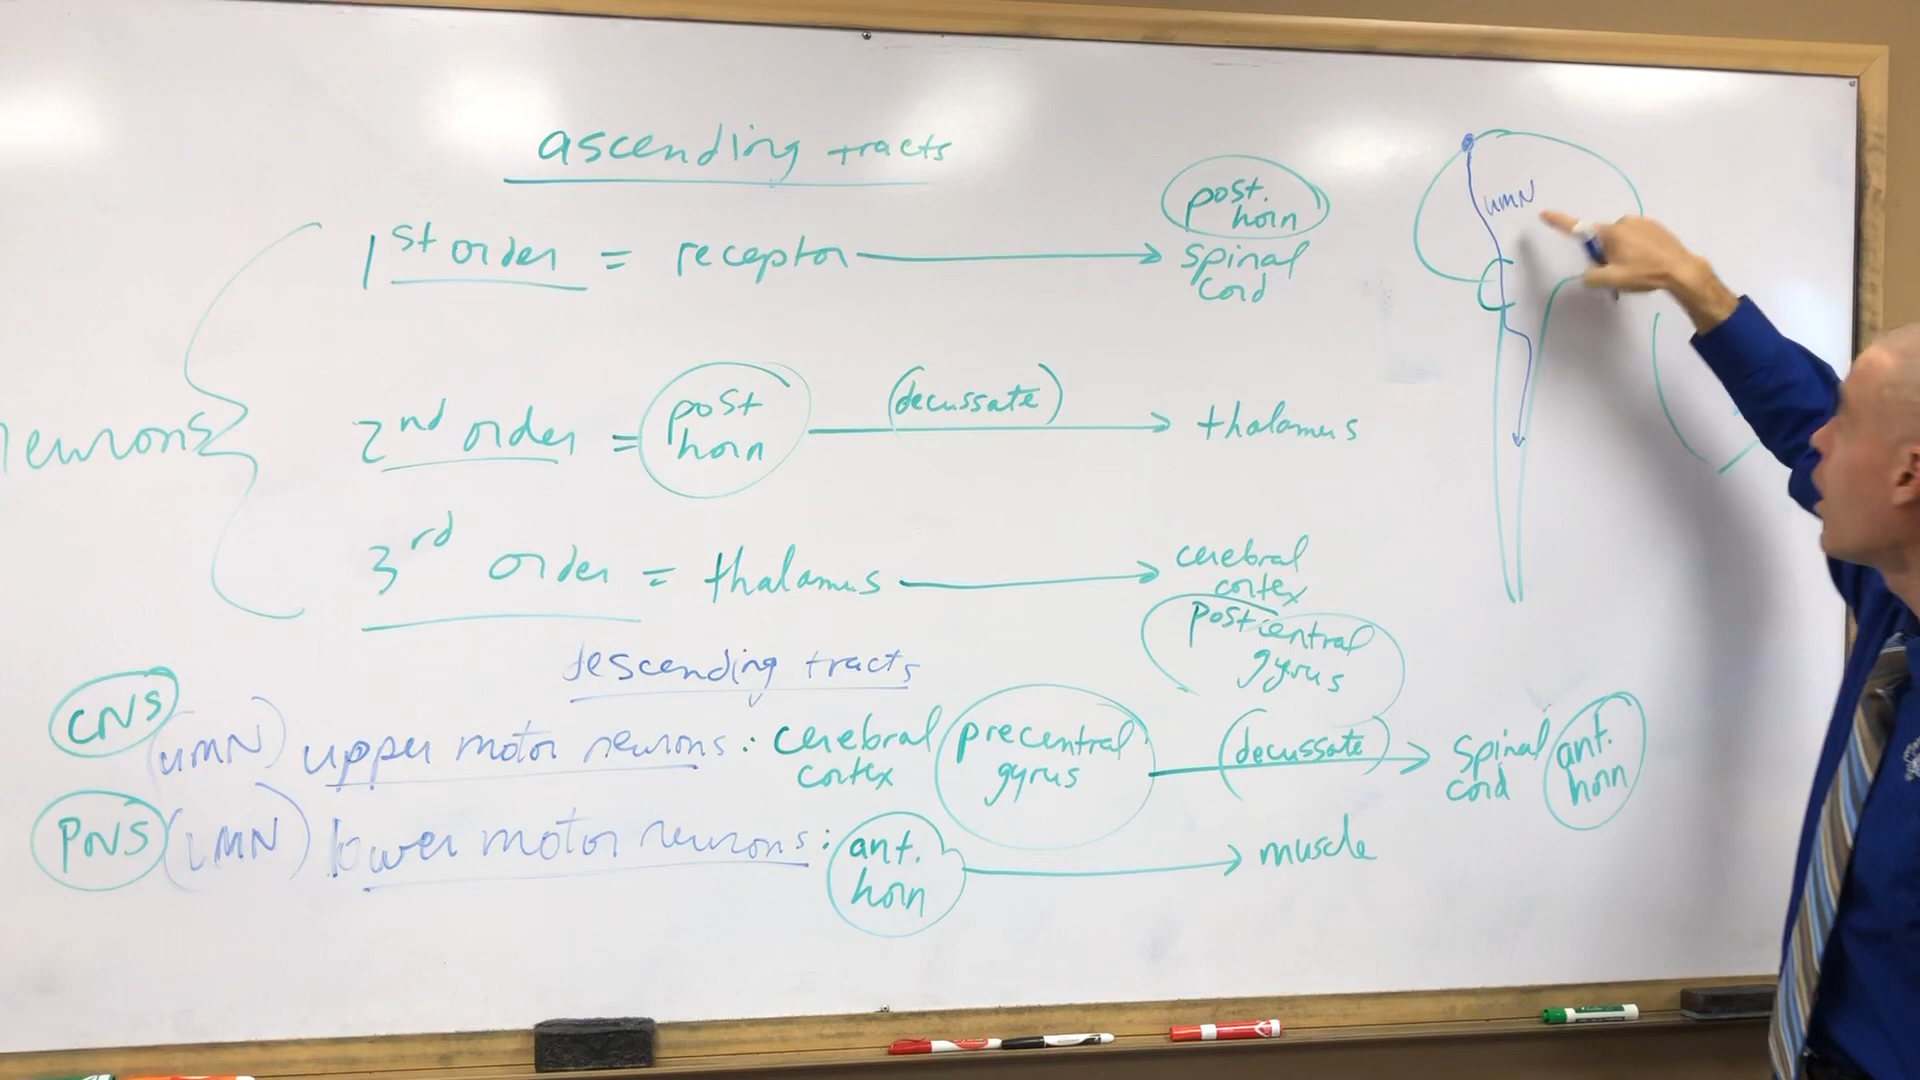 ascending tracts
1st order = receptor → post. horn
spinal cord
neurons
2nd order = post horn (decussate) → thalamus
3rd order = thalamus → cerebral cortex
postcentral gyrus
descending tracts
CNS (UMN) upper motor neurons: cerebral cortex precentral gyrus (decussate) → spinal cord ant. horn
PNS (LMN) lower motor neurons: ant. horn → muscle
UMN